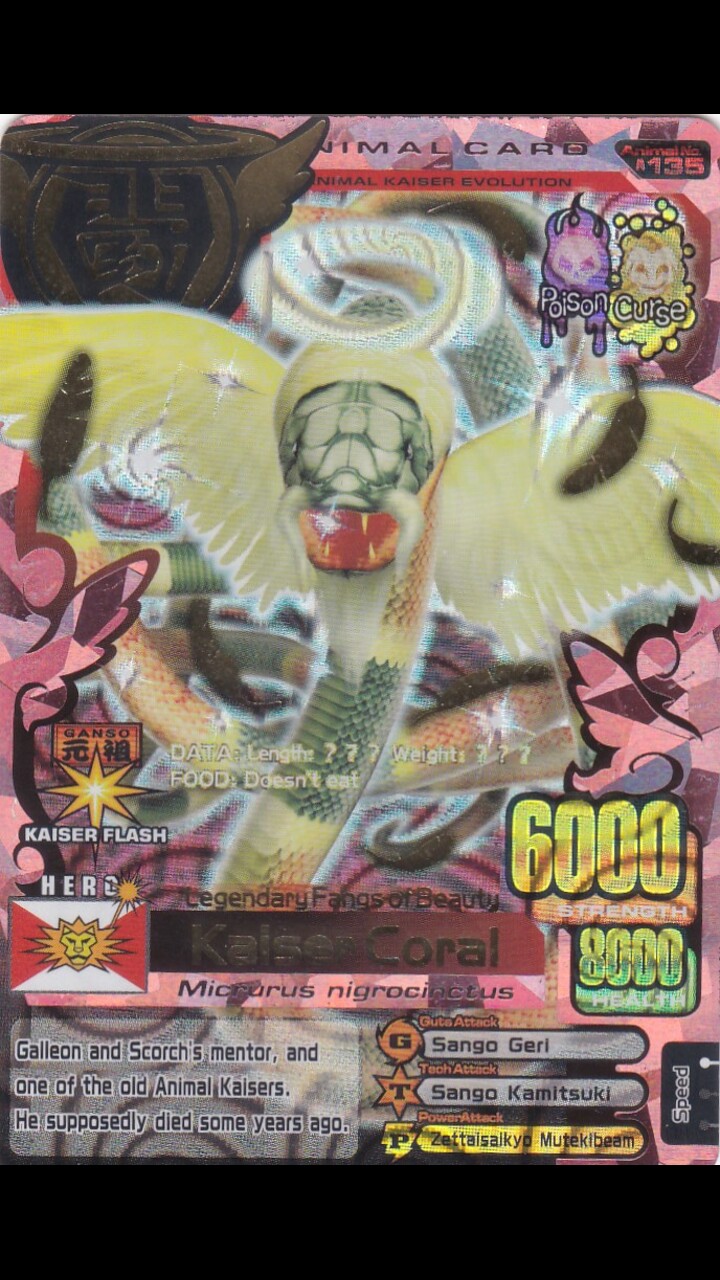 ANIMAL CARD
Animal No.
A135
ANIMAL KAISER EVOLUTION
Poison Curse
GANSO
元祖
KAISER FLASH
DATA: Length: ? ? ? Weight: ? ? ?
FOOD: Doesn't eat
6000
STRENGTH
8000
HEALTH
HERO
Legendary Fangs of Beauty
Kaiser Coral
Micrurus nigrocinctus
Galleon and Scorch's mentor, and
one of the old Animal Kaisers.
He supposedly died some years ago.
Guts Attack
G Sango Geri
Tech Attack
T Sango Kamitsuki
Power Attack
P Zettaisaikyo Mutekibeam
Speed